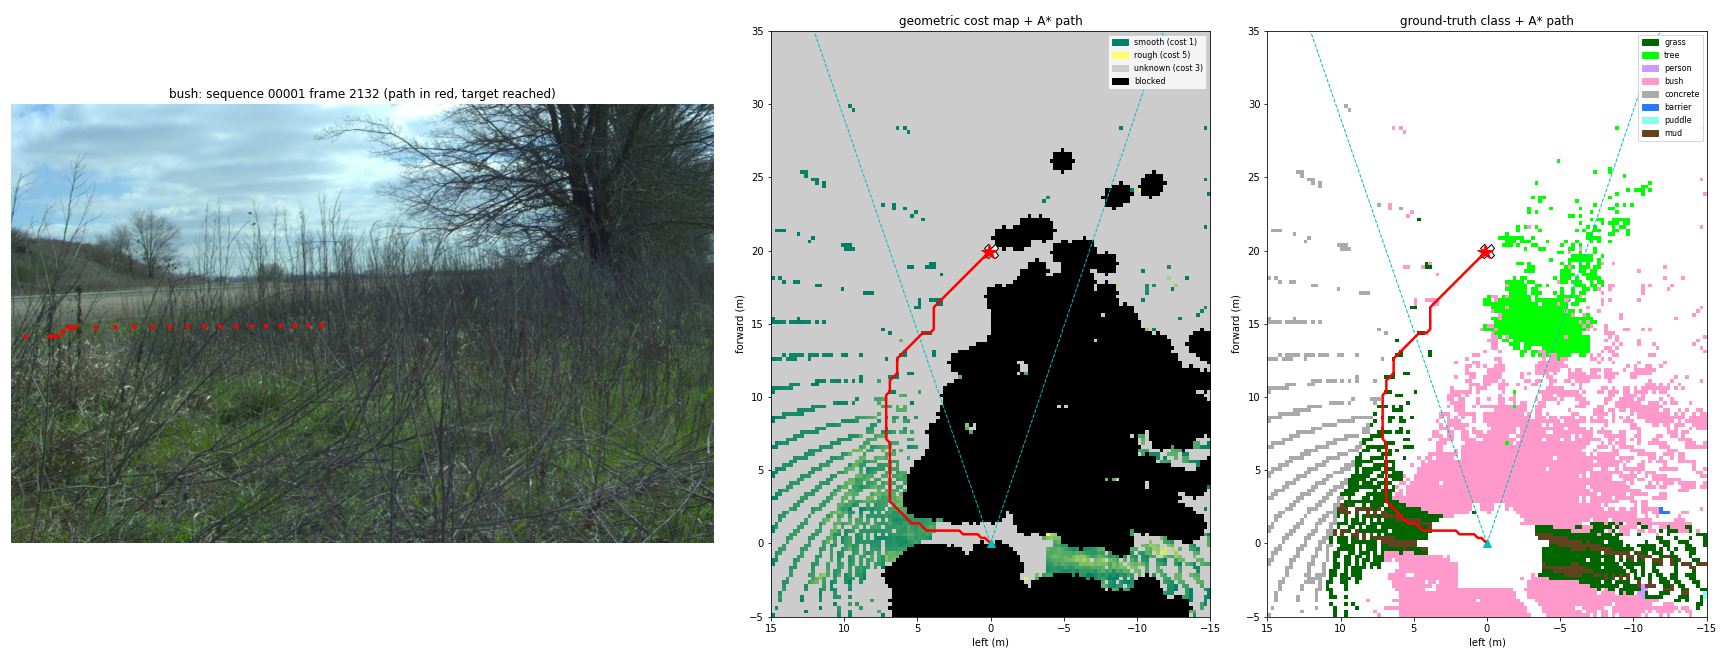 bush: sequence 00001 frame 2132 (path in red, target reached)
geometric cost map + A* path
smooth (cost 1)
rough (cost 5)
unknown (cost 3)
blocked
forward (m)
35
30
25
20
15
10
5
0
−5
15
10
5
0
−5
−10
−15
left (m)
ground-truth class + A* path
grass
tree
person
bush
concrete
barrier
puddle
mud
forward (m)
35
30
25
20
15
10
5
0
−5
15
10
5
0
−5
−10
−15
left (m)